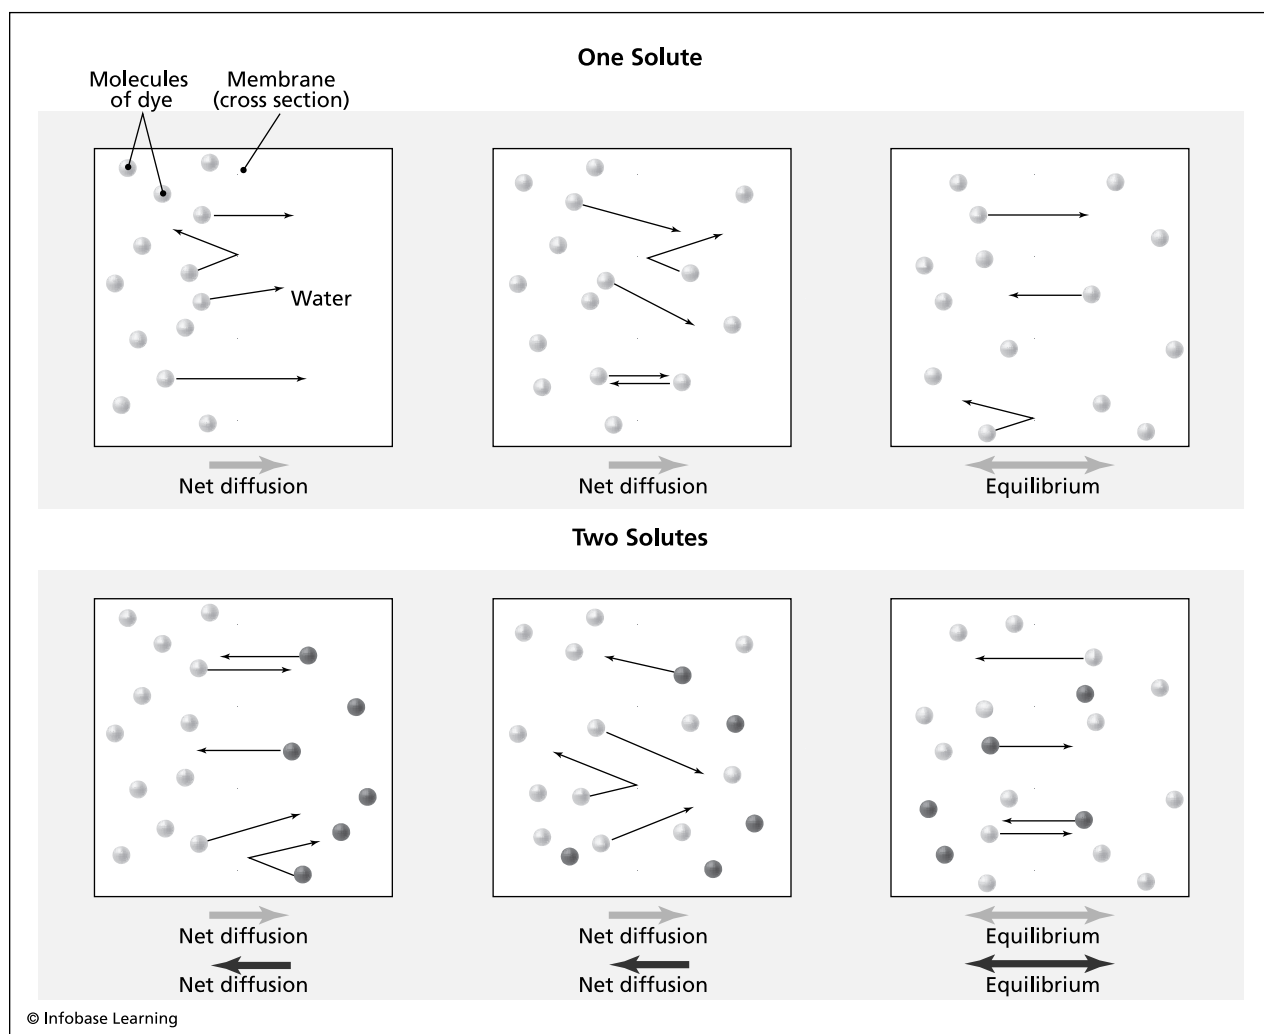 One Solute
Molecules
of dye
Membrane
(cross section)
Water
Net diffusion
Net diffusion
Equilibrium
Two Solutes
Net diffusion
Net diffusion
Equilibrium
Net diffusion
Net diffusion
Equilibrium
© Infobase Learning